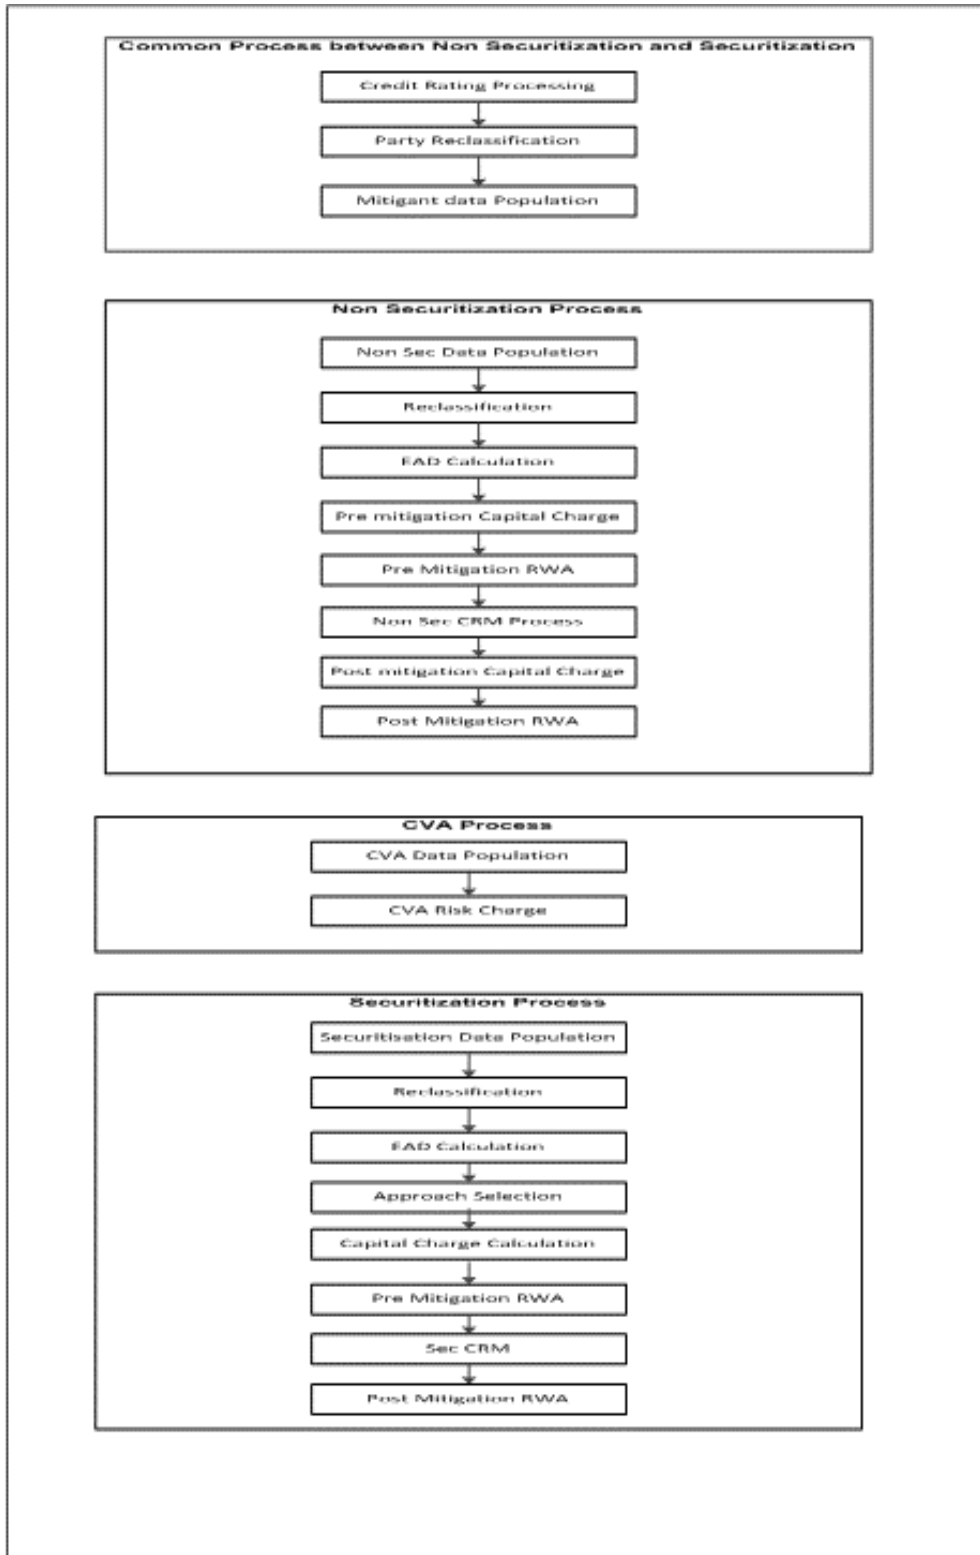 Common Process between Non Securitization and Securitization
Credit Rating Processing
Party Reclassification
Mitigant data Population
Non Securitization Process
Non Sec Data Population
Reclassification
EAD Calculation
Pre mitigation Capital Charge
Pre Mitigation RWA
Non Sec CRM Process
Post mitigation Capital Charge
Post Mitigation RWA
CVA Process
CVA Data Population
CVA Risk Charge
Securitization Process
Securitisation Data Population
Reclassification
EAD Calculation
Approach Selection
Capital Charge Calculation
Pre Mitigation RWA
Sec CRM
Post Mitigation RWA